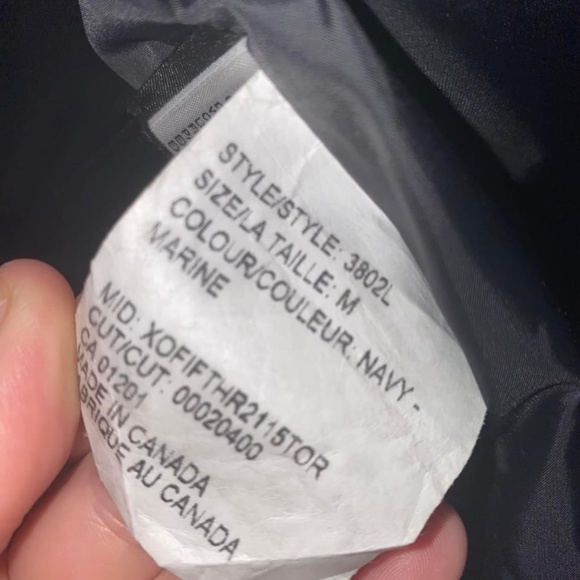 STYLE/STYLE: 3802L
SIZE/LA TAILLE: M
COLOUR/COULEUR: NAVY -
MARINE
MID: XOFIFTHR2115TOR
CUT/CUT: 00020400
CA 01201
MADE IN CANADA
FABRIQUE AU CANADA